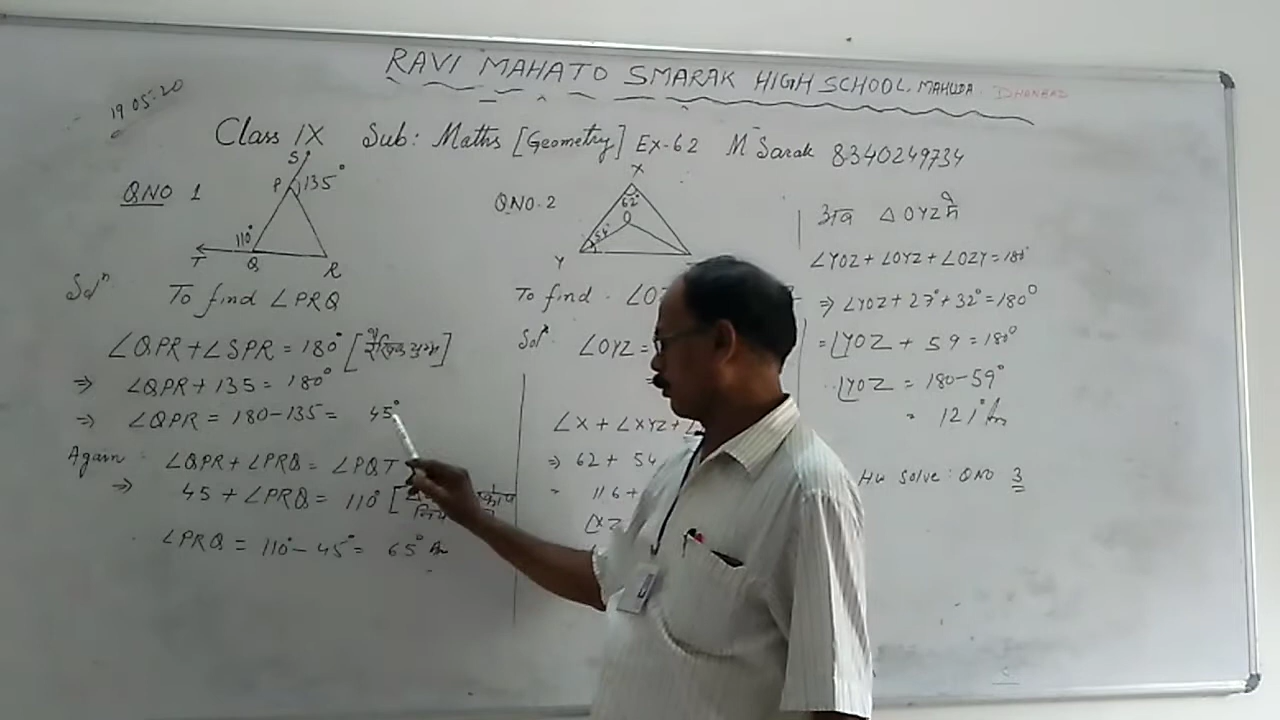 RAVI MAHATO SMARAK HIGH SCHOOL. MAHUDA. DHANBAD
19.05.20
Class IX Sub: Maths [Geometry] Ex-62 M Sarak 8340249734
QNO 1
S
P 135°
110°
T Q R
Solⁿ To find ∠PRQ
∠QPR + ∠SPR = 180° [रैखिक युग्म]
⇒ ∠QPR + 135 = 180°
⇒ ∠QPR = 180 - 135 = 45°
Again: ∠QPR + ∠PRQ = ∠PQT
⇒ 45 + ∠PRQ = 110° [
∠PRQ = 110° - 45° = 65° Ans
QNO-2
X
62°
O
54°
Y
To find - ∠O
Solⁿ ∠OYZ =
∠X + ∠XYZ + ∠
⇒ 62 + 54
= 116 +
∠XZ
अब △OYZ में
∠YOZ + ∠OYZ + ∠OZY = 180°
⇒ ∠YOZ + 27° + 32° = 180°
= ∠YOZ + 59 = 180°
∠YOZ = 180 - 59°
= 121° Ans
Hw Solve: QNO 3